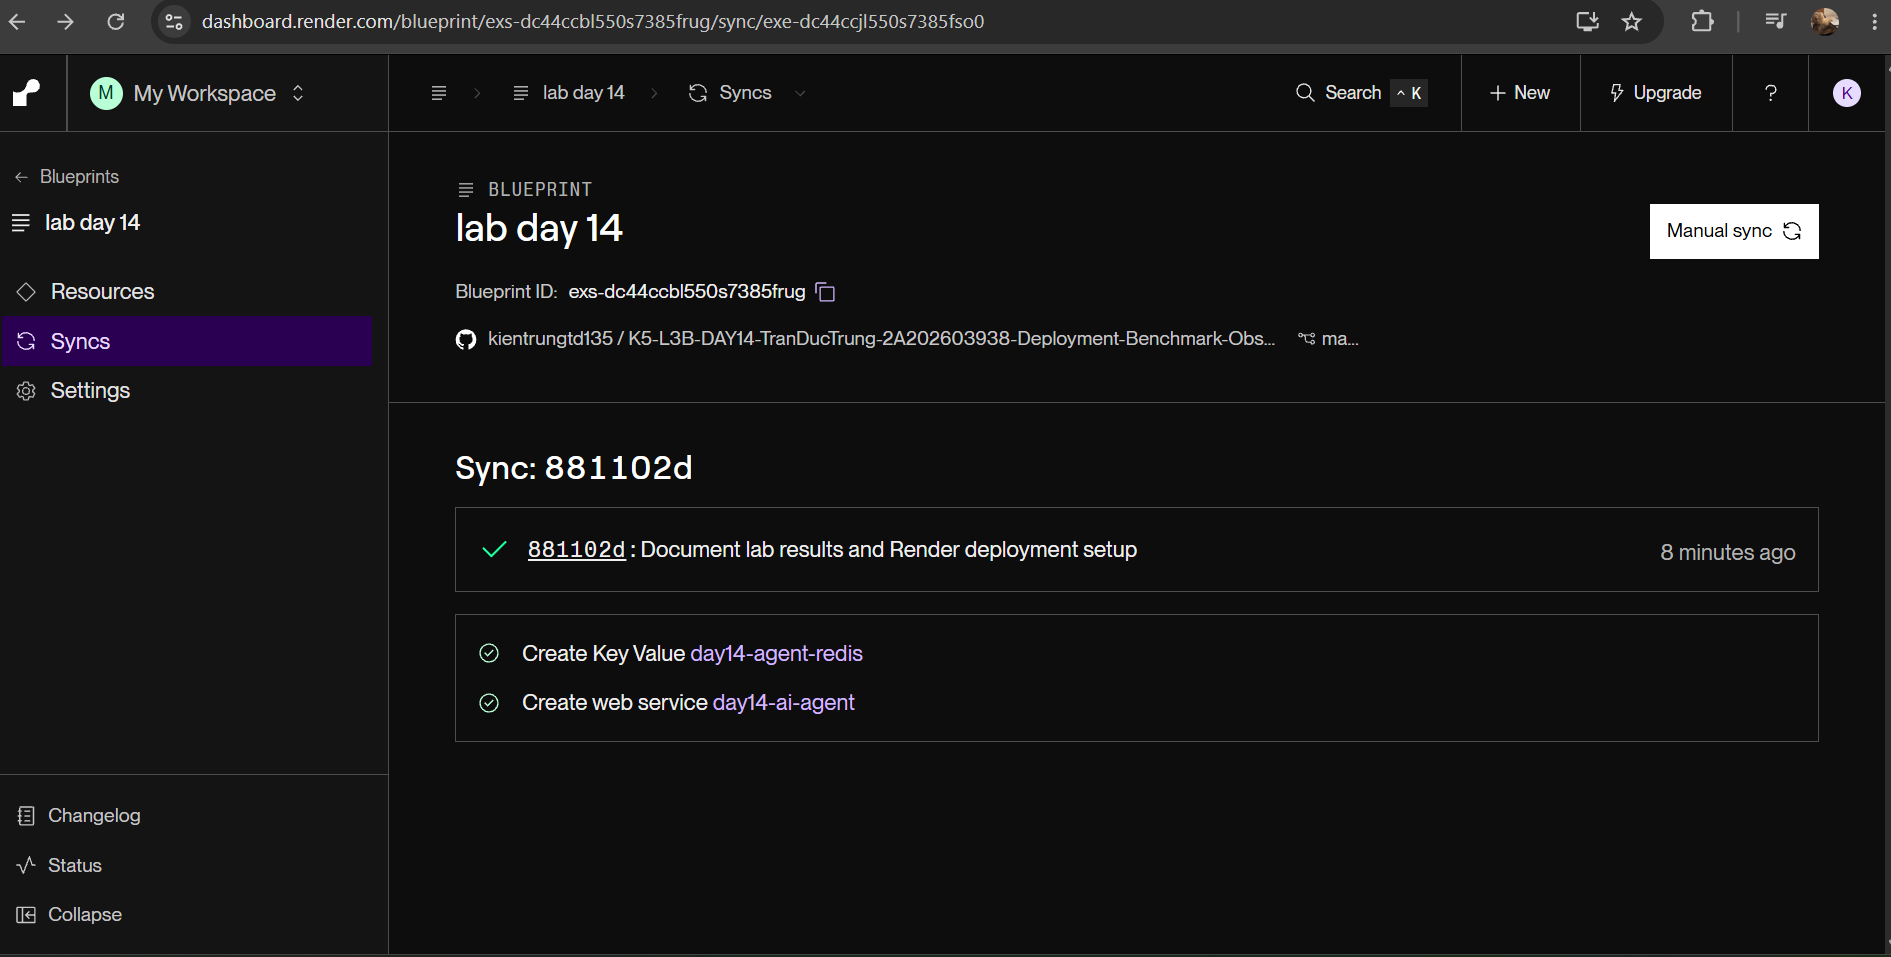 dashboard.render.com/blueprint/exs-dc44ccbl550s7385frug/sync/exe-dc44ccjl550s7385fso0
M My Workspace
lab day 14
Syncs
Search ^ K
+ New
Upgrade
?
K
Blueprints
lab day 14
Resources
Syncs
Settings
Changelog
Status
Collapse
BLUEPRINT
lab day 14
Manual sync
Blueprint ID: exs-dc44ccbl550s7385frug
kientrungtd135 / K5-L3B-DAY14-TranDucTrung-2A202603938-Deployment-Benchmark-Obs... ma...
Sync: 881102d
881102d: Document lab results and Render deployment setup
8 minutes ago
Create Key Value day14-agent-redis
Create web service day14-ai-agent